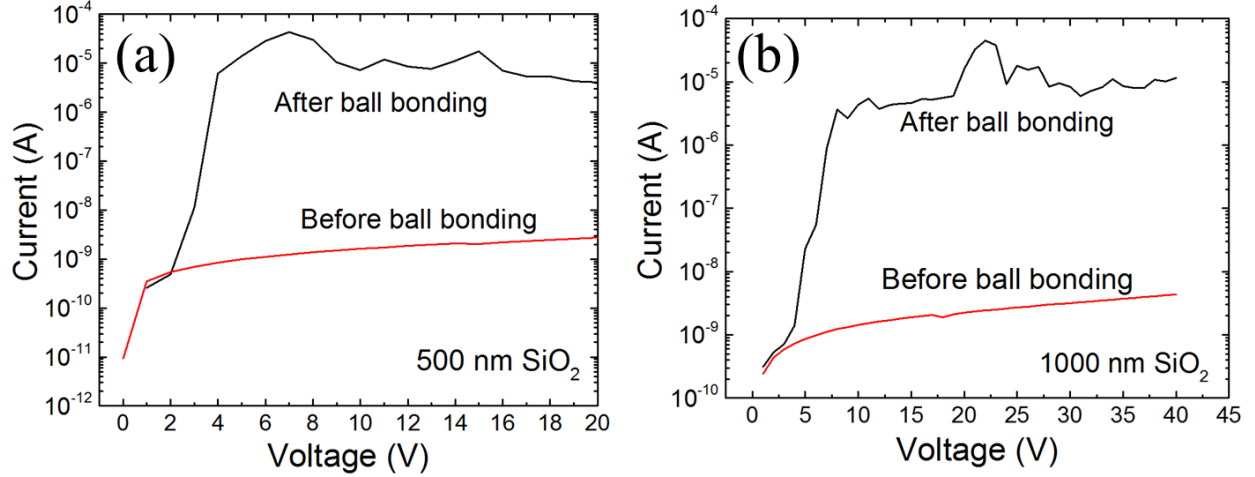 (a)
Current (A)
10⁻⁴
10⁻⁵
10⁻⁶
10⁻⁷
10⁻⁸
10⁻⁹
10⁻¹⁰
10⁻¹¹
10⁻¹²
After ball bonding
Before ball bonding
500 nm SiO₂
0 2 4 6 8 10 12 14 16 18 20
Voltage (V)
(b)
Current (A)
10⁻⁴
10⁻⁵
10⁻⁶
10⁻⁷
10⁻⁸
10⁻⁹
10⁻¹⁰
After ball bonding
Before ball bonding
1000 nm SiO₂
0 5 10 15 20 25 30 35 40 45
Voltage (V)